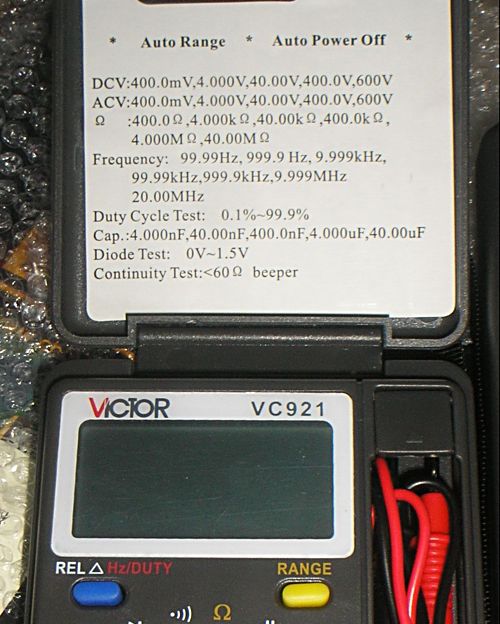 * Auto Range * Auto Power Off *
DCV:400.0mV,4.000V,40.00V,400.0V,600V
ACV:400.0mV,4.000V,40.00V,400.0V,600V
Ω :400.0Ω,4.000kΩ,40.00kΩ,400.0kΩ,
4.000MΩ,40.00MΩ
Frequency: 99.99Hz, 999.9 Hz, 9.999kHz,
99.99kHz,999.9kHz,9.999MHz
20.00MHz
Duty Cycle Test: 0.1%~99.9%
Cap.:4.000nF,40.00nF,400.0nF,4.000uF,40.00uF
Diode Test: 0V~1.5V
Continuity Test:<60Ω beeper
VICTOR VC921
REL △ Hz/DUTY RANGE
Ω